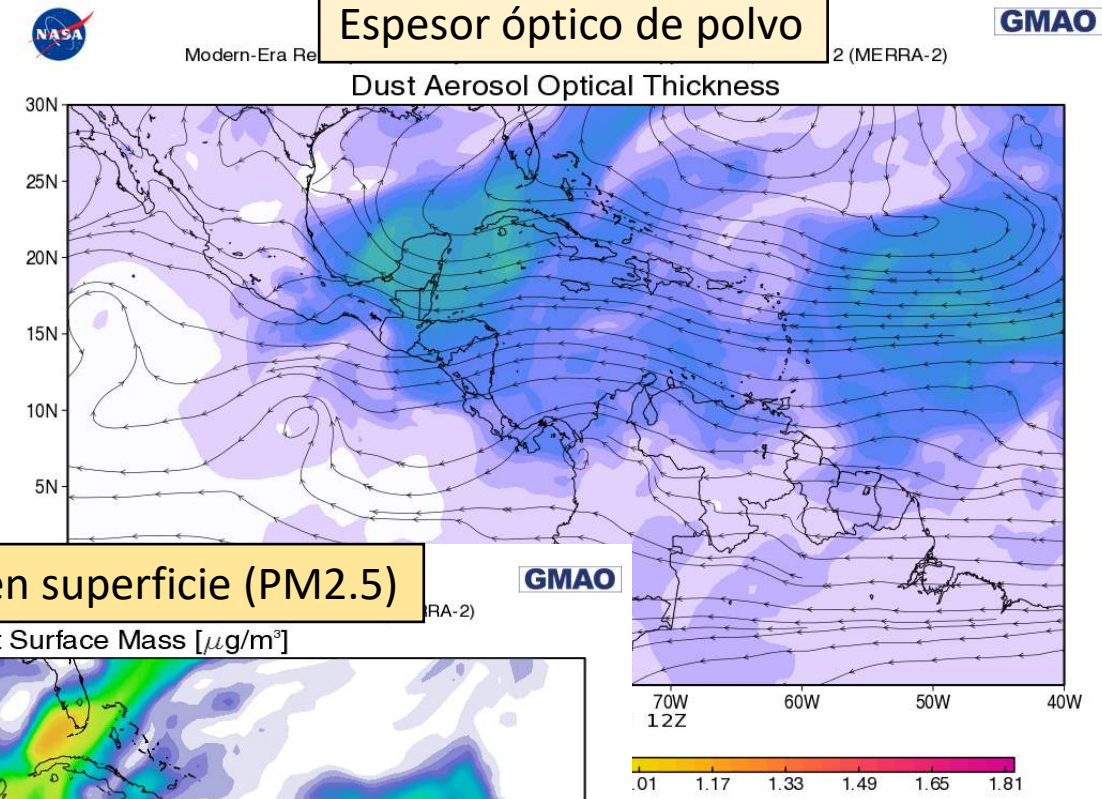 NASA
Espesor óptico de polvo
GMAO
Modern-Era Re
2 (MERRA-2)
Dust Aerosol Optical Thickness
30N
25N
20N
15N
10N
5N
en superficie (PM2.5)
GMAO
RA-2)
Surface Mass [μg/m³]
70W 60W 50W 40W
12Z
.01 1.17 1.33 1.49 1.65 1.81